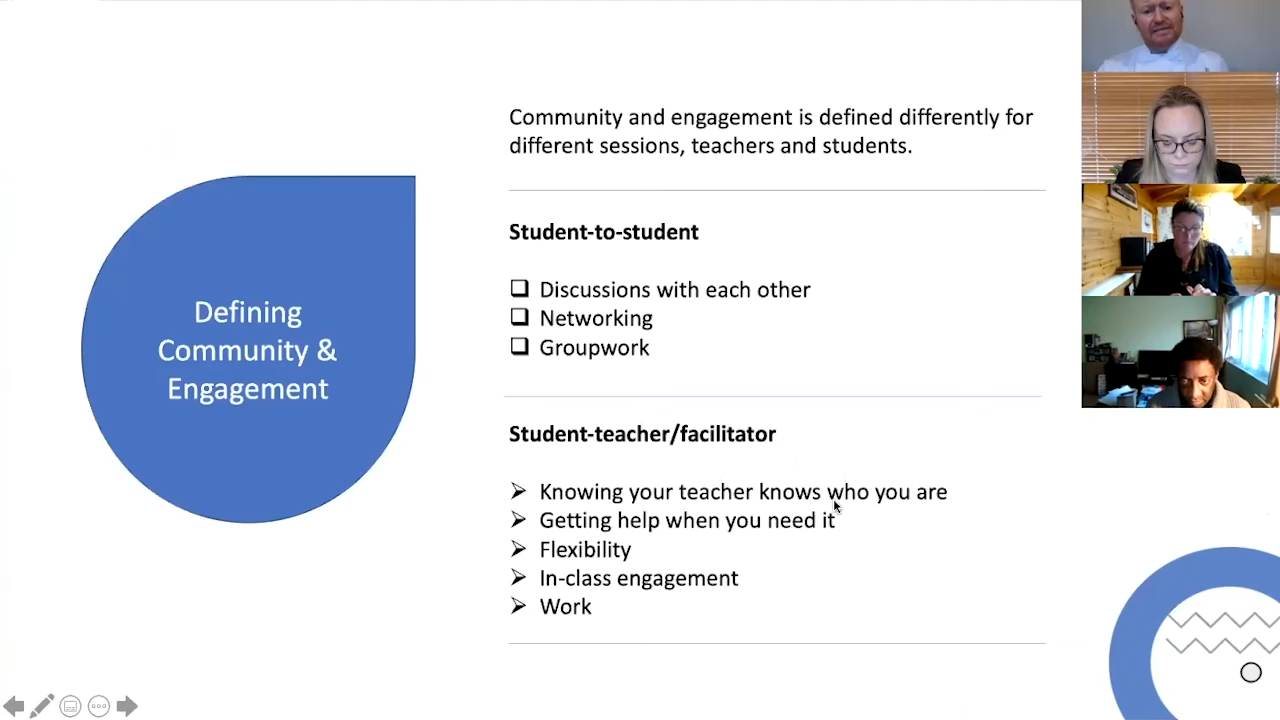 Defining
Community &
Engagement
Community and engagement is defined differently for
different sessions, teachers and students.
Student-to-student
Discussions with each other
Networking
Groupwork
Student-teacher/facilitator
Knowing your teacher knows who you are
Getting help when you need it
Flexibility
In-class engagement
Work